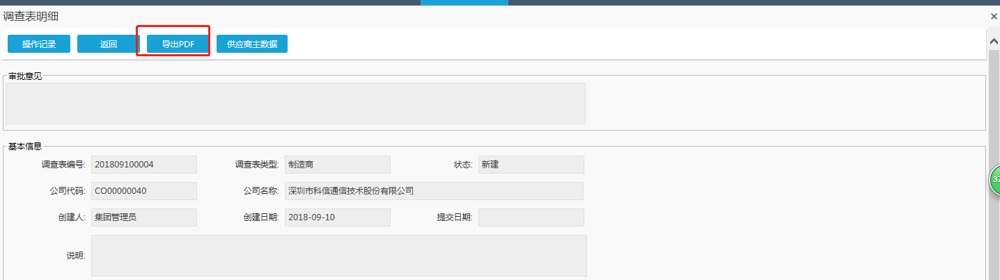 调查表明细
操作记录 返回 导出PDF 供应商主数据
审批意见
基本信息
调查表编号: 201809100004 调查表类型: 制造商 状态: 新建
公司代码: CO00000040 公司名称: 深圳市科信通信技术股份有限公司
创建人: 集团管理员 创建日期: 2018-09-10 提交日期:
说明: